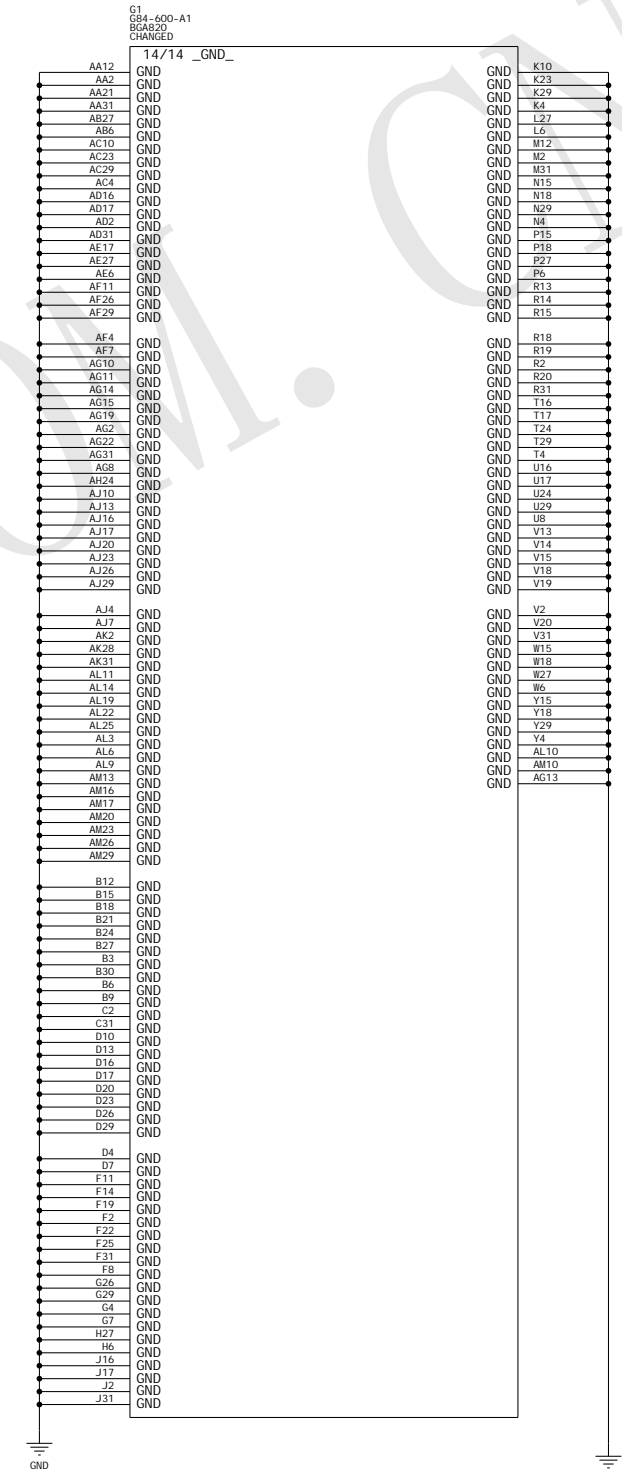 G1
G84-600-A1
BGA820
CHANGED
14/14 _GND_
AA12 GND GND K10
AA2 GND GND K23
AA21 GND GND K29
AA31 GND GND K4
AB27 GND GND L27
AB6 GND GND L6
AC10 GND GND M12
AC23 GND GND M2
AC29 GND GND M31
AC4 GND GND N15
AD16 GND GND N18
AD17 GND GND N29
AD2 GND GND N4
AD31 GND GND P15
AE17 GND GND P18
AE27 GND GND P27
AE6 GND GND P6
AF11 GND GND R13
AF26 GND GND R14
AF29 GND GND R15
AF4 GND GND R18
AF7 GND GND R19
AG10 GND GND R2
AG11 GND GND R20
AG14 GND GND R31
AG15 GND GND T16
AG19 GND GND T17
AG2 GND GND T24
AG22 GND GND T29
AG31 GND GND T4
AG8 GND GND U16
AH24 GND GND U17
AJ10 GND GND U24
AJ13 GND GND U29
AJ16 GND GND U8
AJ17 GND GND V13
AJ20 GND GND V14
AJ23 GND GND V15
AJ26 GND GND V18
AJ29 GND GND V19
AJ4 GND GND V2
AJ7 GND GND V20
AK2 GND GND V31
AK28 GND GND W15
AK31 GND GND W18
AL11 GND GND W27
AL14 GND GND W6
AL19 GND GND Y15
AL22 GND GND Y18
AL25 GND GND Y29
AL3 GND GND Y4
AL6 GND GND AL10
AL9 GND GND AM10
AM13 GND GND AG13
AM16 GND
AM17 GND
AM20 GND
AM23 GND
AM26 GND
AM29 GND
B12 GND
B15 GND
B18 GND
B21 GND
B24 GND
B27 GND
B3 GND
B30 GND
B6 GND
B9 GND
C2 GND
C31 GND
D10 GND
D13 GND
D16 GND
D17 GND
D20 GND
D23 GND
D26 GND
D29 GND
D4 GND
D7 GND
F11 GND
F14 GND
F19 GND
F2 GND
F22 GND
F25 GND
F31 GND
F8 GND
G26 GND
G29 GND
G4 GND
G7 GND
H27 GND
H6 GND
J16 GND
J17 GND
J2 GND
J31 GND
GND
OM.CN